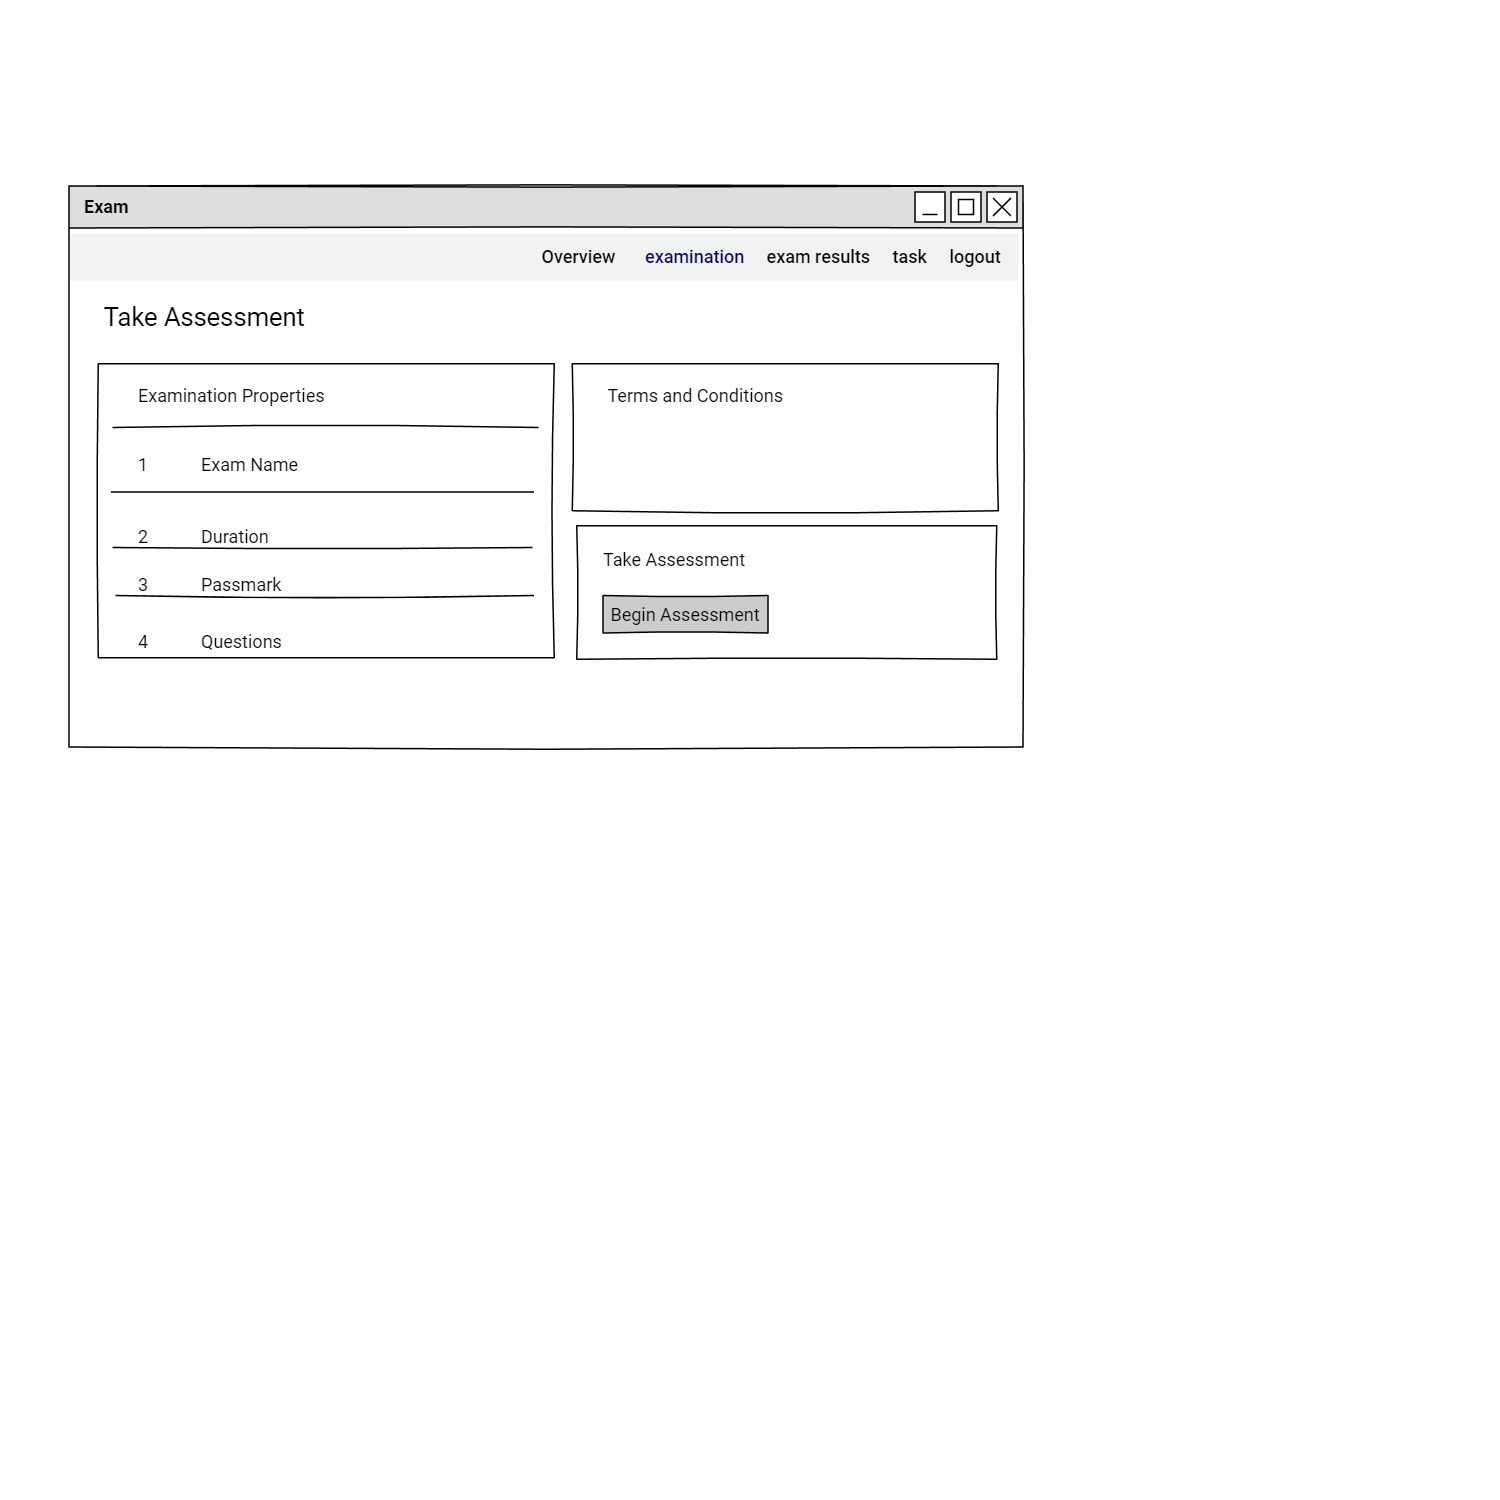 Exam
Overview examination exam results task logout
Take Assessment
Examination Properties
1 Exam Name
2 Duration
3 Passmark
4 Questions
Terms and Conditions
Take Assessment
Begin Assessment